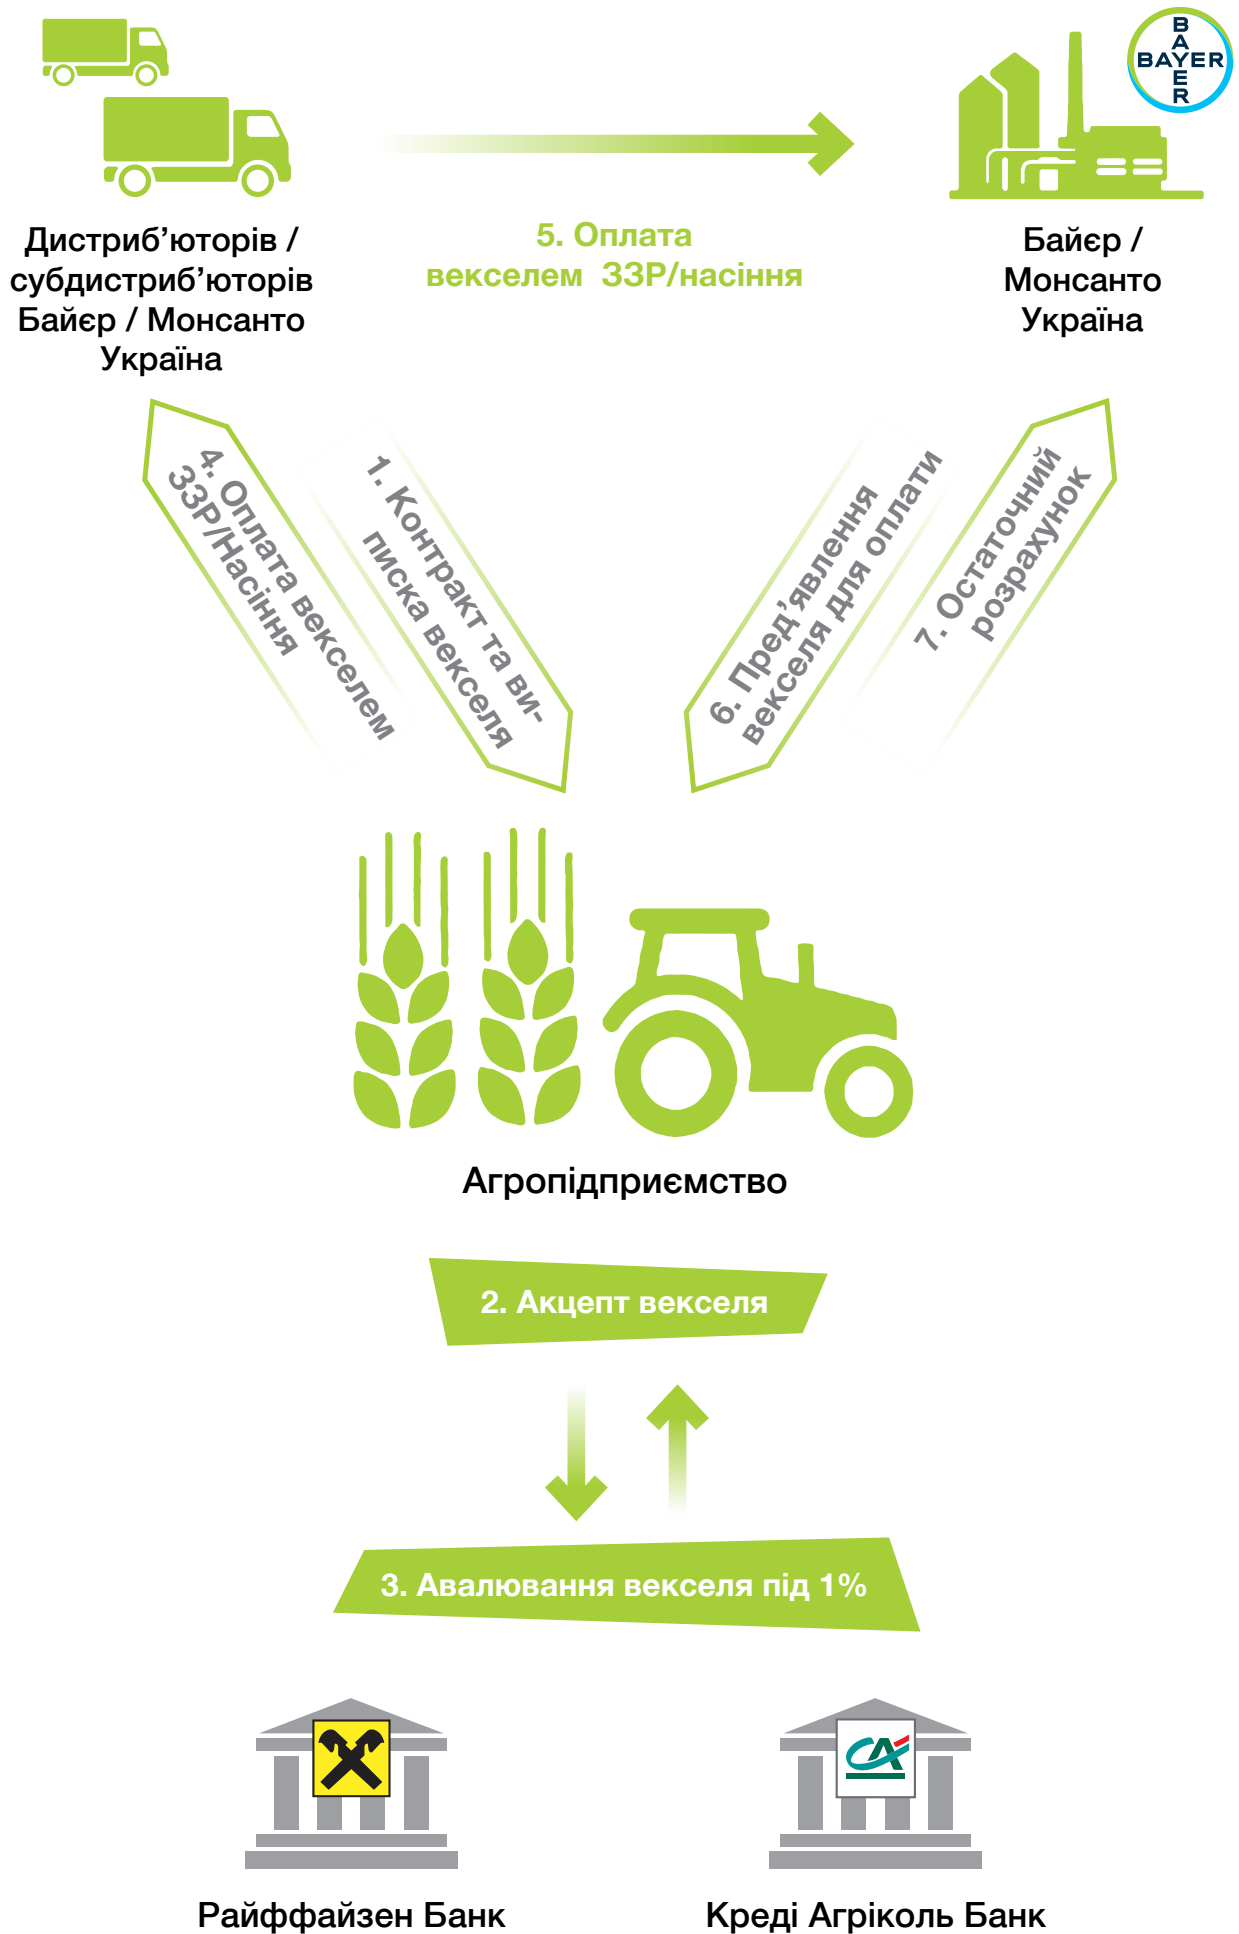 BAYER
BAYER
Дистриб’юторів /
субдистриб’юторів
Байєр / Монсанто
Україна
5. Оплата
векселем ЗЗР/насіння
Байєр /
Монсанто
Україна
4. Оплата векселем
ЗЗР/Насіння
1. Контракт та ви-
писка векселя
6. Пред’явлення
векселя для оплати
7. Остаточний
розрахунок
Агропідприємство
2. Акцепт векселя
3. Авалювання векселя під 1%
Райффайзен Банк
Креді Агріколь Банк